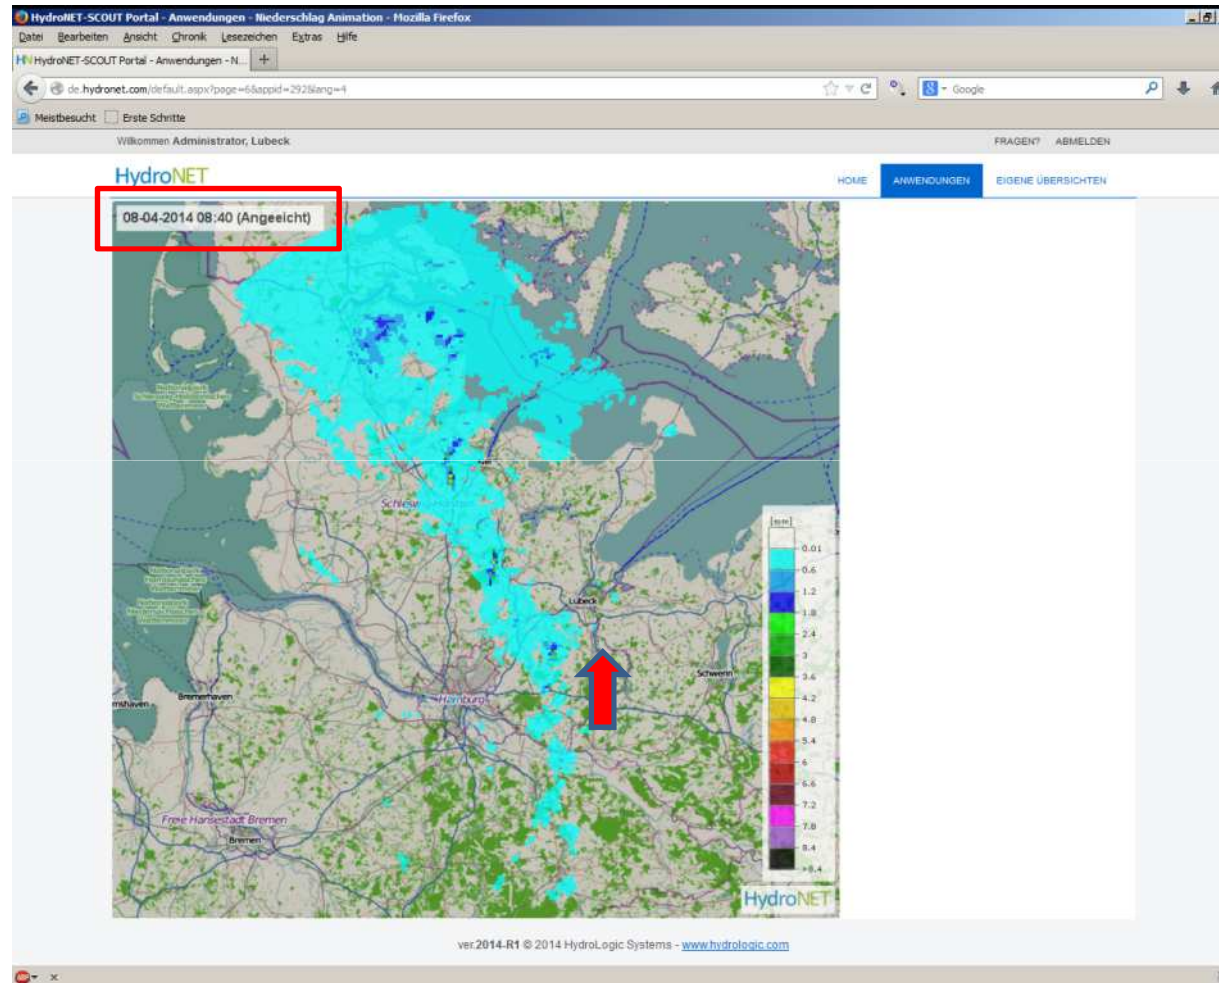 HydroNET-SCOUT Portal - Anwendungen - Niederschlag Animation - Mozilla Firefox
Datei Bearbeiten Ansicht Chronik Lesezeichen Extras Hilfe
HydroNET-SCOUT Portal - Anwendungen - N... +
de.hydronet.com/default.aspx?page=6&appid=292&lang=4
Google
Meistbesucht Erste Schritte
Willkommen Administrator, Lubeck
FRAGEN? ABMELDEN
HydroNET
HOME ANWENDUNGEN EIGENE ÜBERSICHTEN
08-04-2014 08:40 (Angeeicht)
Kiel
Schlesw
[mm]
0.01
0.6
1.2
1.8
2.4
3
3.6
4.2
4.8
5.4
6
6.6
7.2
7.8
8.4
>8.4
Lübeck
Schwerin
Bremerhaven
Hamburg
Freie Hansestadt Bremen
Bremen
HydroNET
ver.2014-R1 © 2014 HydroLogic Systems - www.hydrologic.com